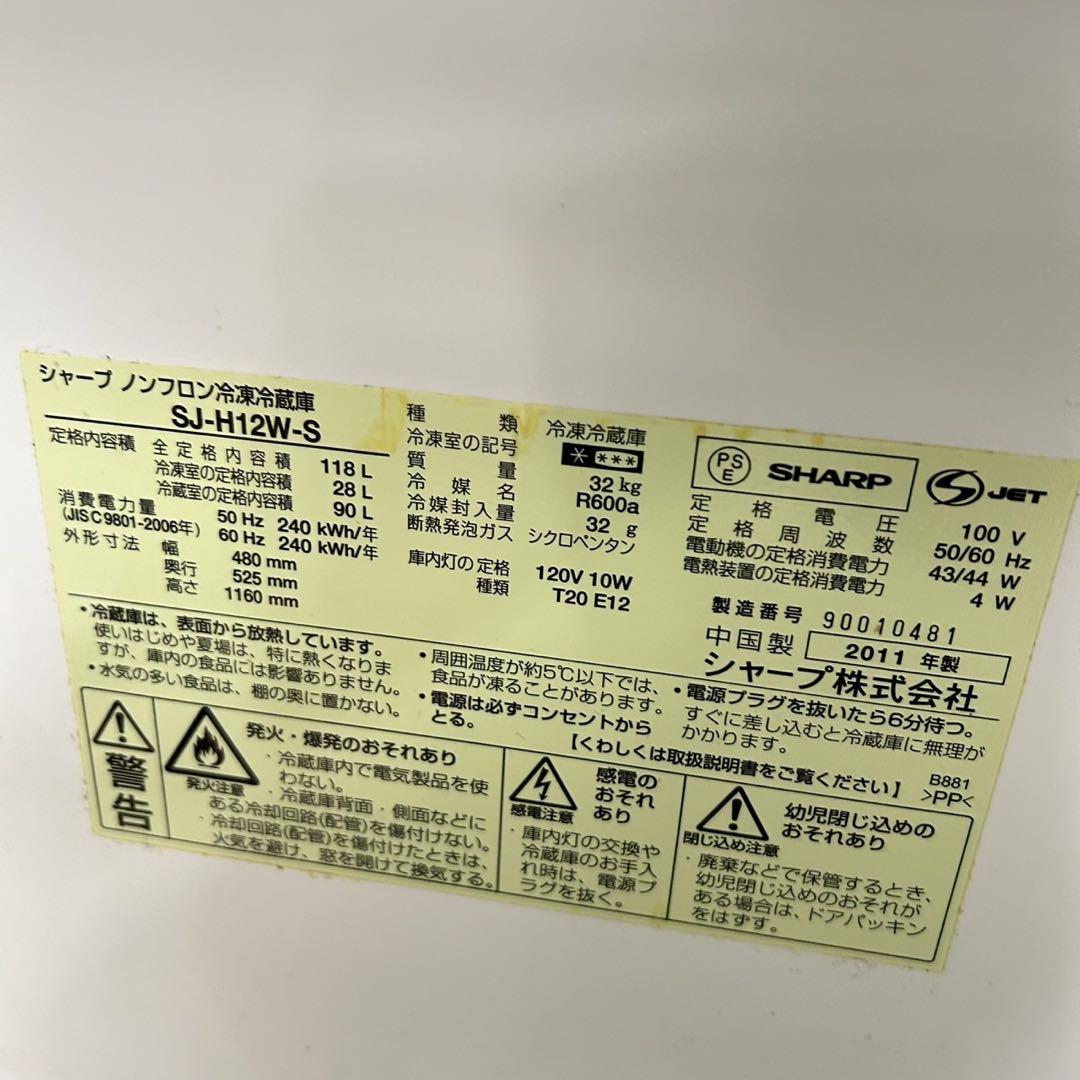 シャープ ノンフロン冷凍冷蔵庫
SJ-H12W-S
定格内容積 全定格内容積 118 L
冷凍室の定格内容積 28 L
冷蔵室の定格内容積 90 L
消費電力量 50 Hz 240 kWh/年
(JIS C 9801-2006年) 60 Hz 240 kWh/年
外形寸法 幅 480 mm
奥行 525 mm
高さ 1160 mm
種類 冷凍冷蔵庫
冷凍室の記号 * ***
質量 32 kg
冷媒名 R600a
冷媒封入量 32 g
断熱発泡ガス シクロペンタン
庫内灯の定格 120V 10W
種類 T20 E12
PSE SHARP JET
定格電圧 100 V
定格周波数 50/60 Hz
電動機の定格消費電力 43/44 W
電熱装置の定格消費電力 4 W
製造番号 90010481
中国製 2011 年製
シャープ株式会社
・冷蔵庫は、表面から放熱しています。
使いはじめや夏場は、特に熱くなりま
すが、庫内の食品には影響ありません。
・水気の多い食品は、棚の奥に置かない。
・周囲温度が約5℃以下では、
食品が凍ることがあります。
・電源は必ずコンセントから
とる。
・電源プラグを抜いたら6分待つ。
すぐに差し込むと冷蔵庫に無理が
かかります。
【くわしくは取扱説明書をご覧ください】
B881
>PP<
警告
発火注意
発火・爆発のおそれあり
・冷蔵庫内で電気製品を使
わない。
・冷蔵庫背面・側面などに
ある冷却回路(配管)を傷付けない。
・冷却回路(配管)を傷付けたときは、
火気を避け、窓を開けて換気する。
感電注意
感電の
おそれ
あり
・庫内灯の交換や
冷蔵庫のお手入
れ時は、電源プ
ラグを抜く。
閉じ込め注意
幼児閉じ込めの
おそれあり
・廃棄などで保管するとき、
幼児閉じ込めのおそれが
ある場合は、ドアパッキン
をはずす。